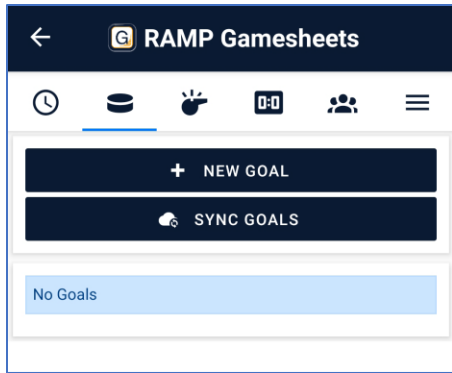 G RAMP Gamesheets
0:0
+ NEW GOAL
SYNC GOALS
No Goals